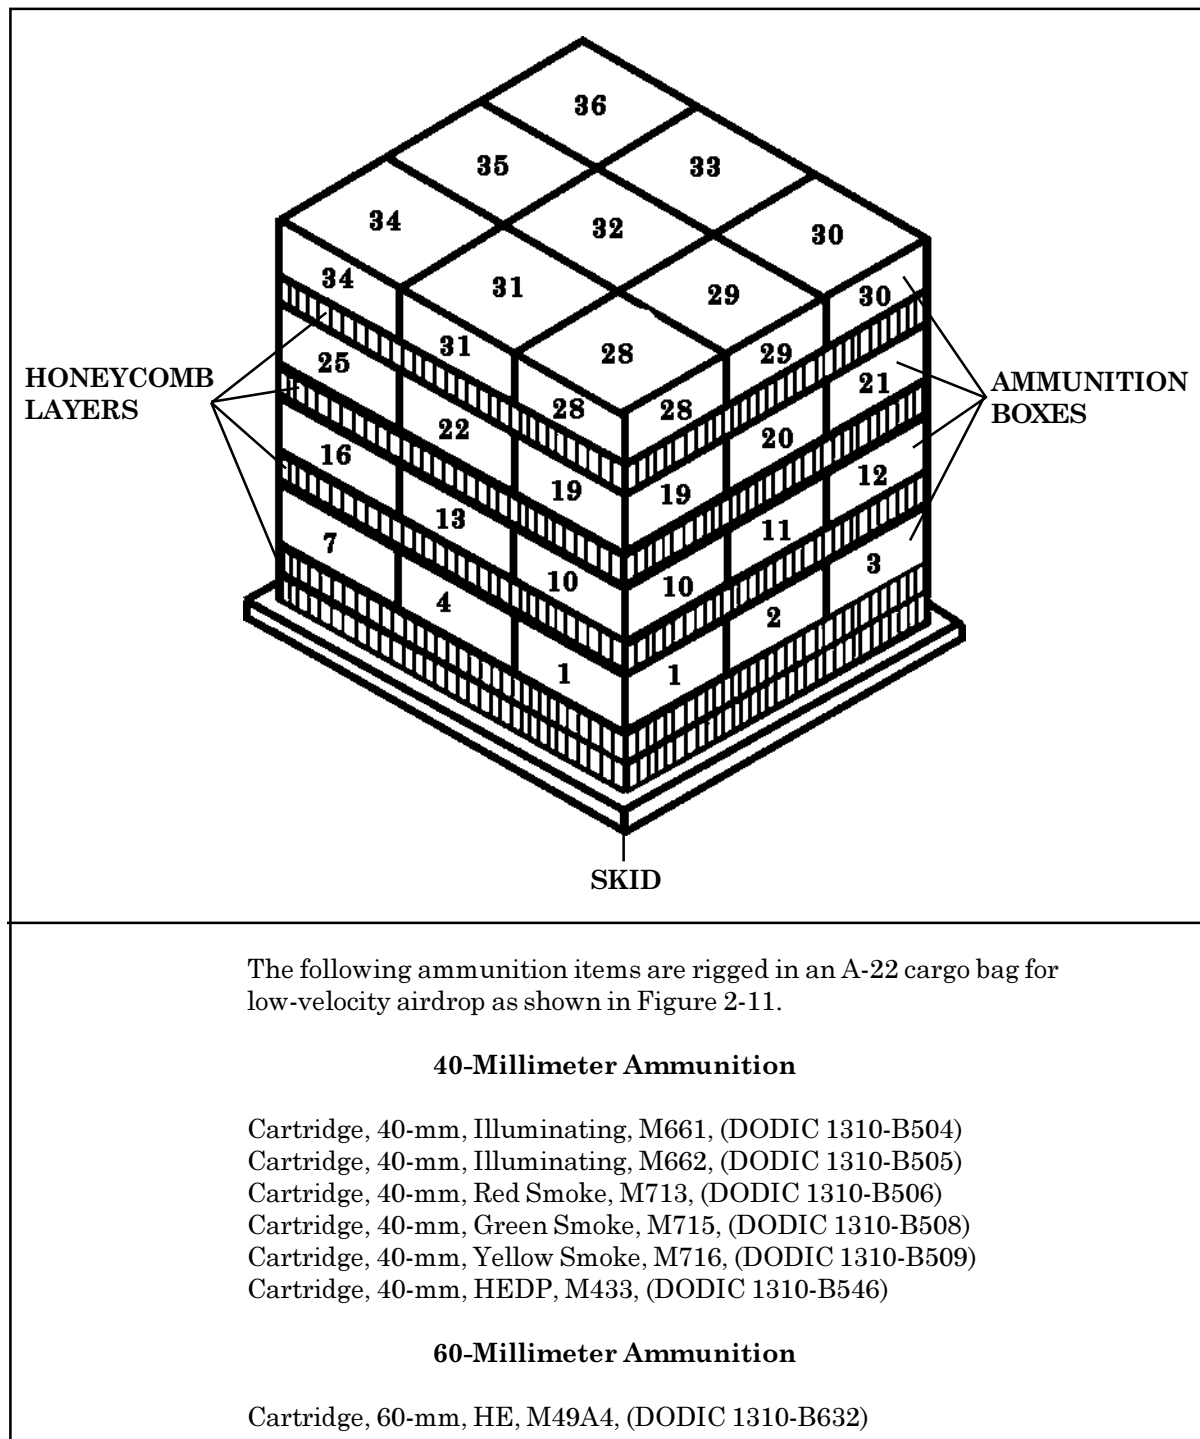 36
35
33
34
32
30
31
29
28
34
31
28
28
29
30
25
22
19
19
20
21
16
13
10
10
11
12
7
4
1
1
2
3
HONEYCOMB
LAYERS
AMMUNITION
BOXES
SKID
The following ammunition items are rigged in an A-22 cargo bag for
low-velocity airdrop as shown in Figure 2-11.
40-Millimeter Ammunition
Cartridge, 40-mm, Illuminating, M661, (DODIC 1310-B504)
Cartridge, 40-mm, Illuminating, M662, (DODIC 1310-B505)
Cartridge, 40-mm, Red Smoke, M713, (DODIC 1310-B506)
Cartridge, 40-mm, Green Smoke, M715, (DODIC 1310-B508)
Cartridge, 40-mm, Yellow Smoke, M716, (DODIC 1310-B509)
Cartridge, 40-mm, HEDP, M433, (DODIC 1310-B546)
60-Millimeter Ammunition
Cartridge, 60-mm, HE, M49A4, (DODIC 1310-B632)